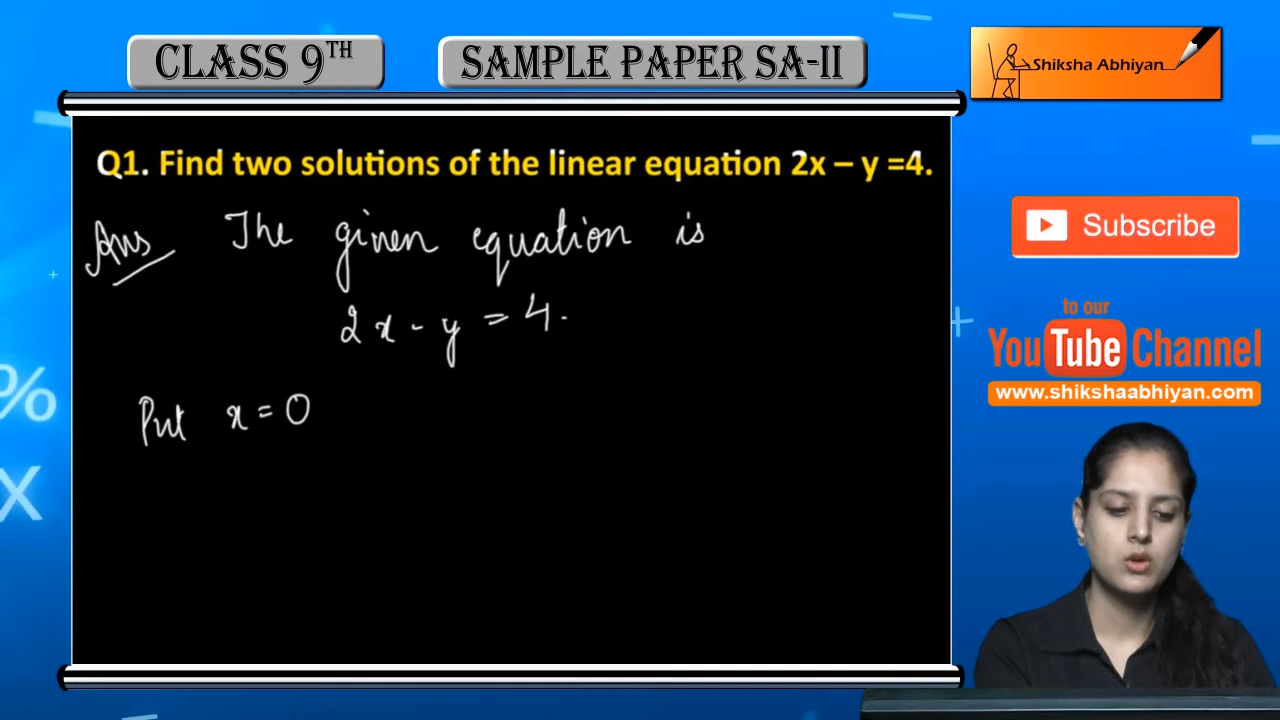 CLASS 9TH
SAMPLE PAPER SA-II
Shiksha Abhiyan
Q1. Find two solutions of the linear equation 2x – y =4.
Ans The given equation is
2x - y = 4.
Put x = 0
Subscribe
to our
YouTube Channel
www.shikshaabhiyan.com
%
X